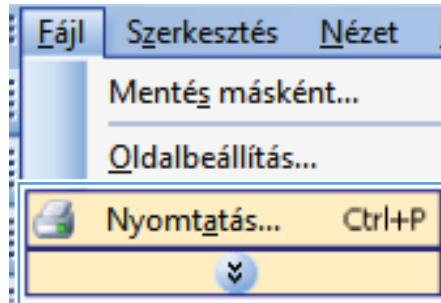 Fájl Szerkesztés Nézet
Mentés másként...
Oldalbeállítás...
Nyomtatás... Ctrl+P